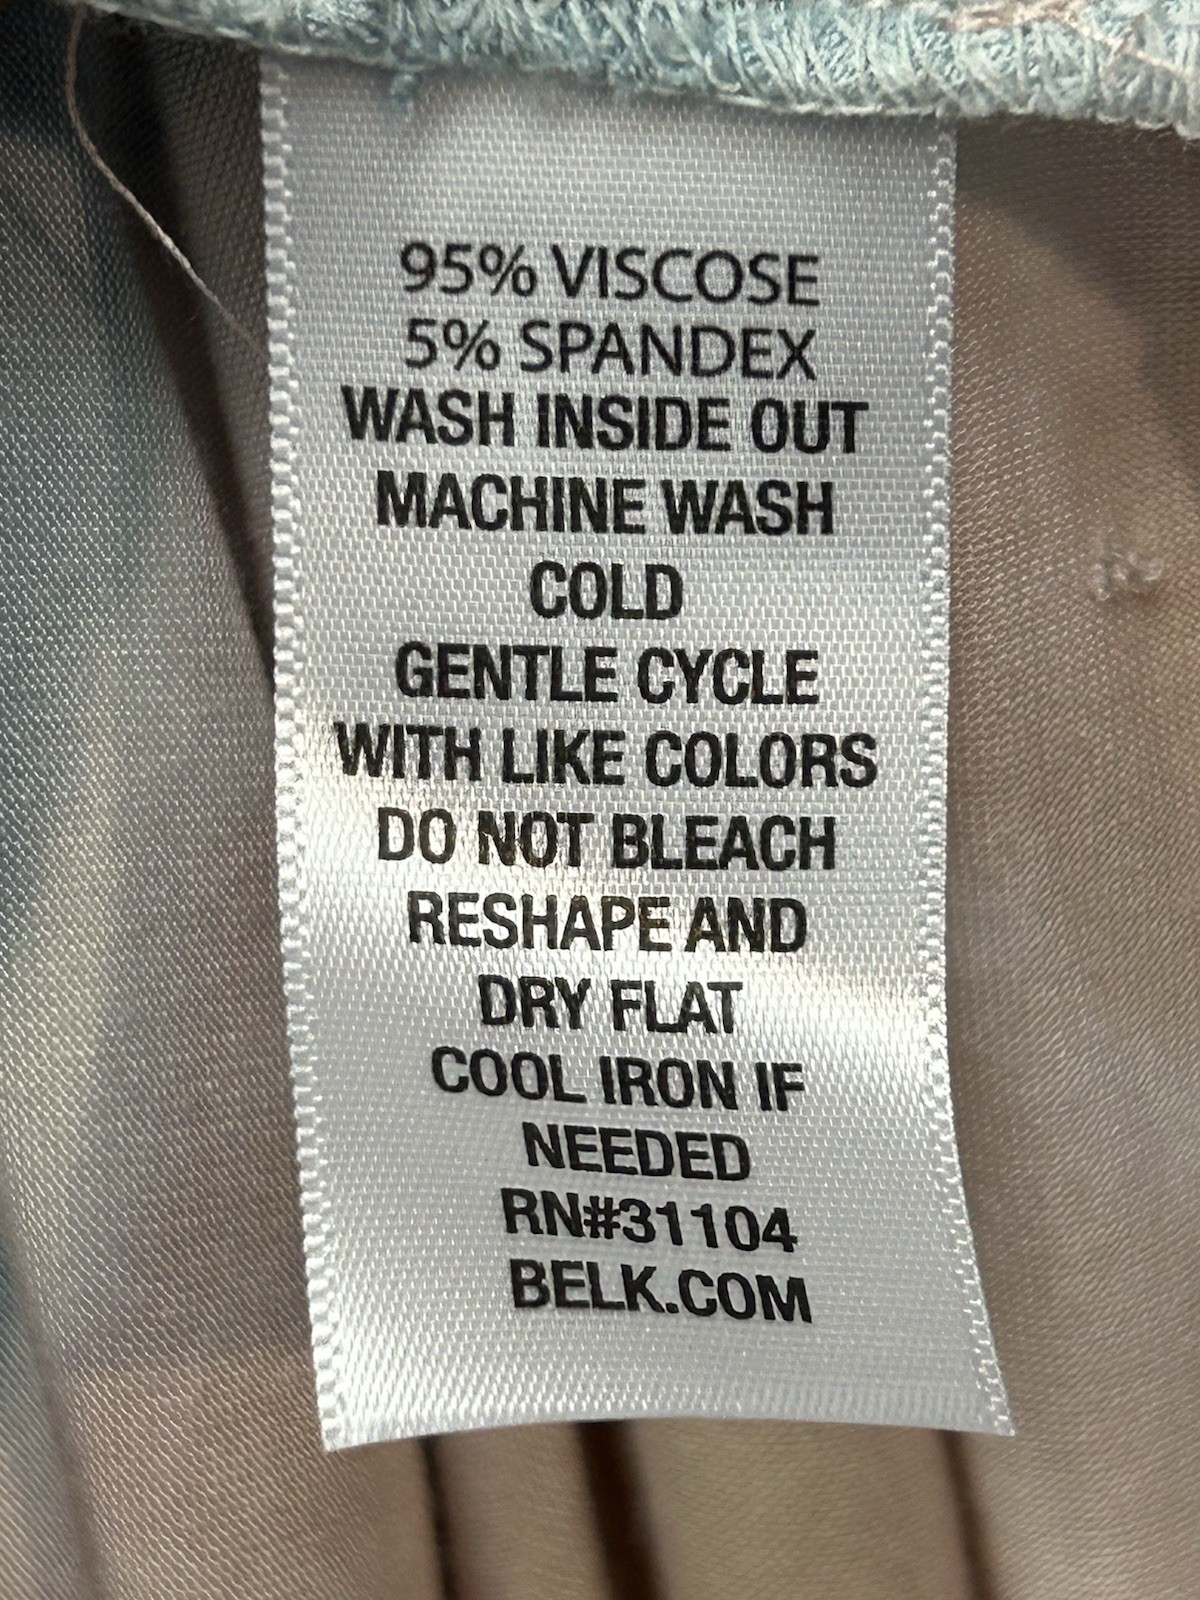 95% VISCOSE
5% SPANDEX
WASH INSIDE OUT
MACHINE WASH
COLD
GENTLE CYCLE
WITH LIKE COLORS
DO NOT BLEACH
RESHAPE AND
DRY FLAT
COOL IRON IF
NEEDED
RN#31104
BELK.COM